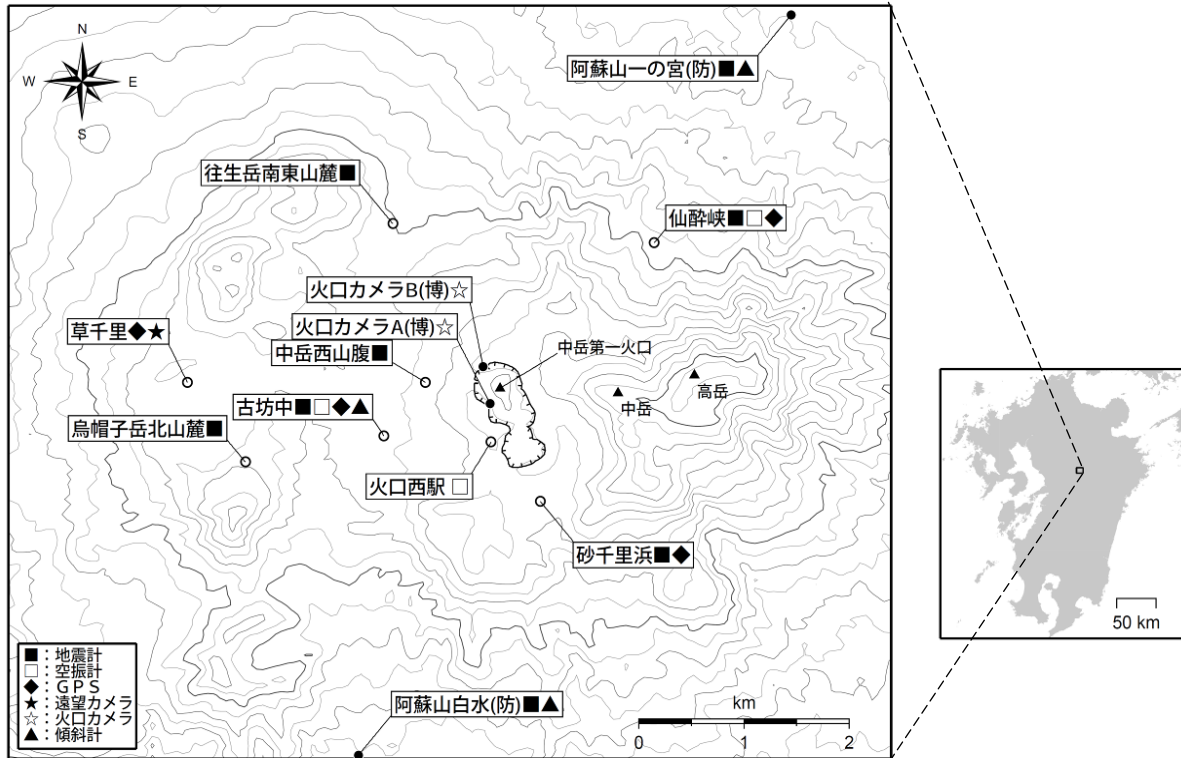 N
W
E
S
阿蘇山一の宮(防)■▲
往生岳南東山麓■
仙酔峡■□◆
火口カメラB(博)☆
火口カメラA(博)☆
中岳第一火口
草千里◆★
中岳西山腹■
高岳
中岳
古坊中■□◆▲
烏帽子岳北山麓■
火口西駅 □
砂千里浜■◆
50 km
■：地震計
□：空振計
◆：ＧＰＳ
★：遠望カメラ
☆：火口カメラ
▲：傾斜計
阿蘇山白水(防)■▲
km
0 1 2